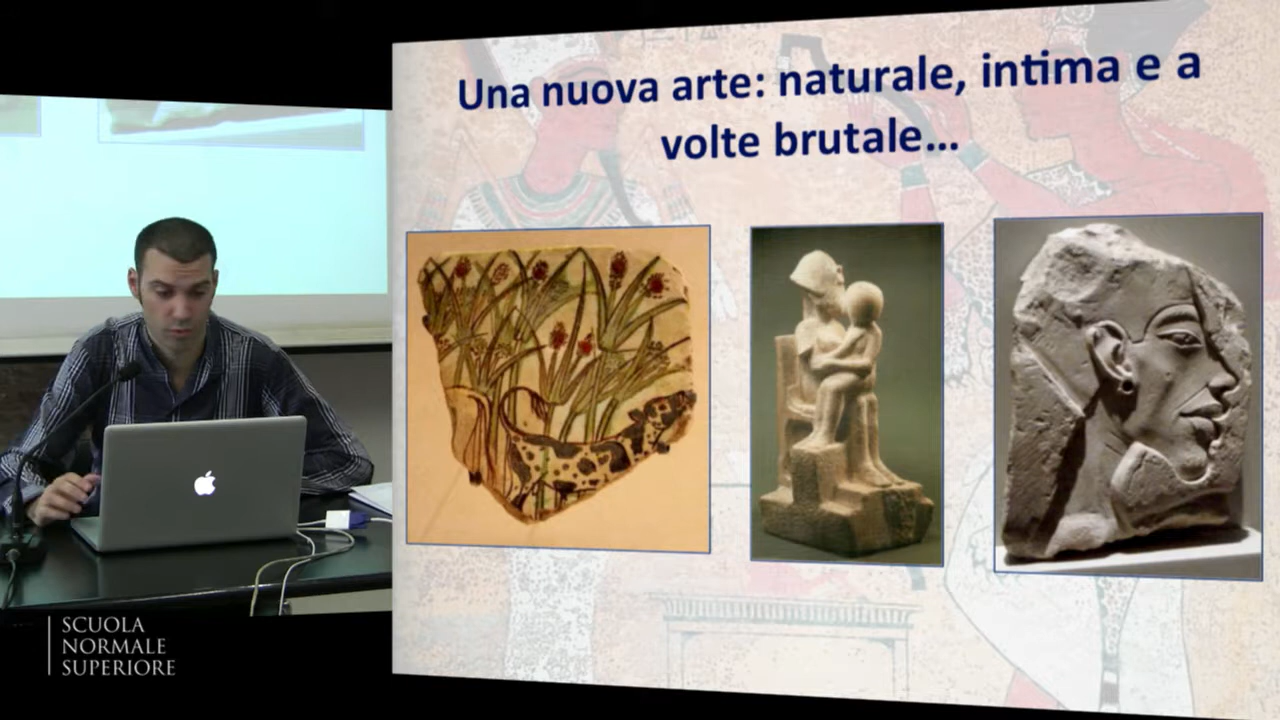 Una nuova arte: naturale, intima e a
volte brutale...
SCUOLA
NORMALE
SUPERIORE